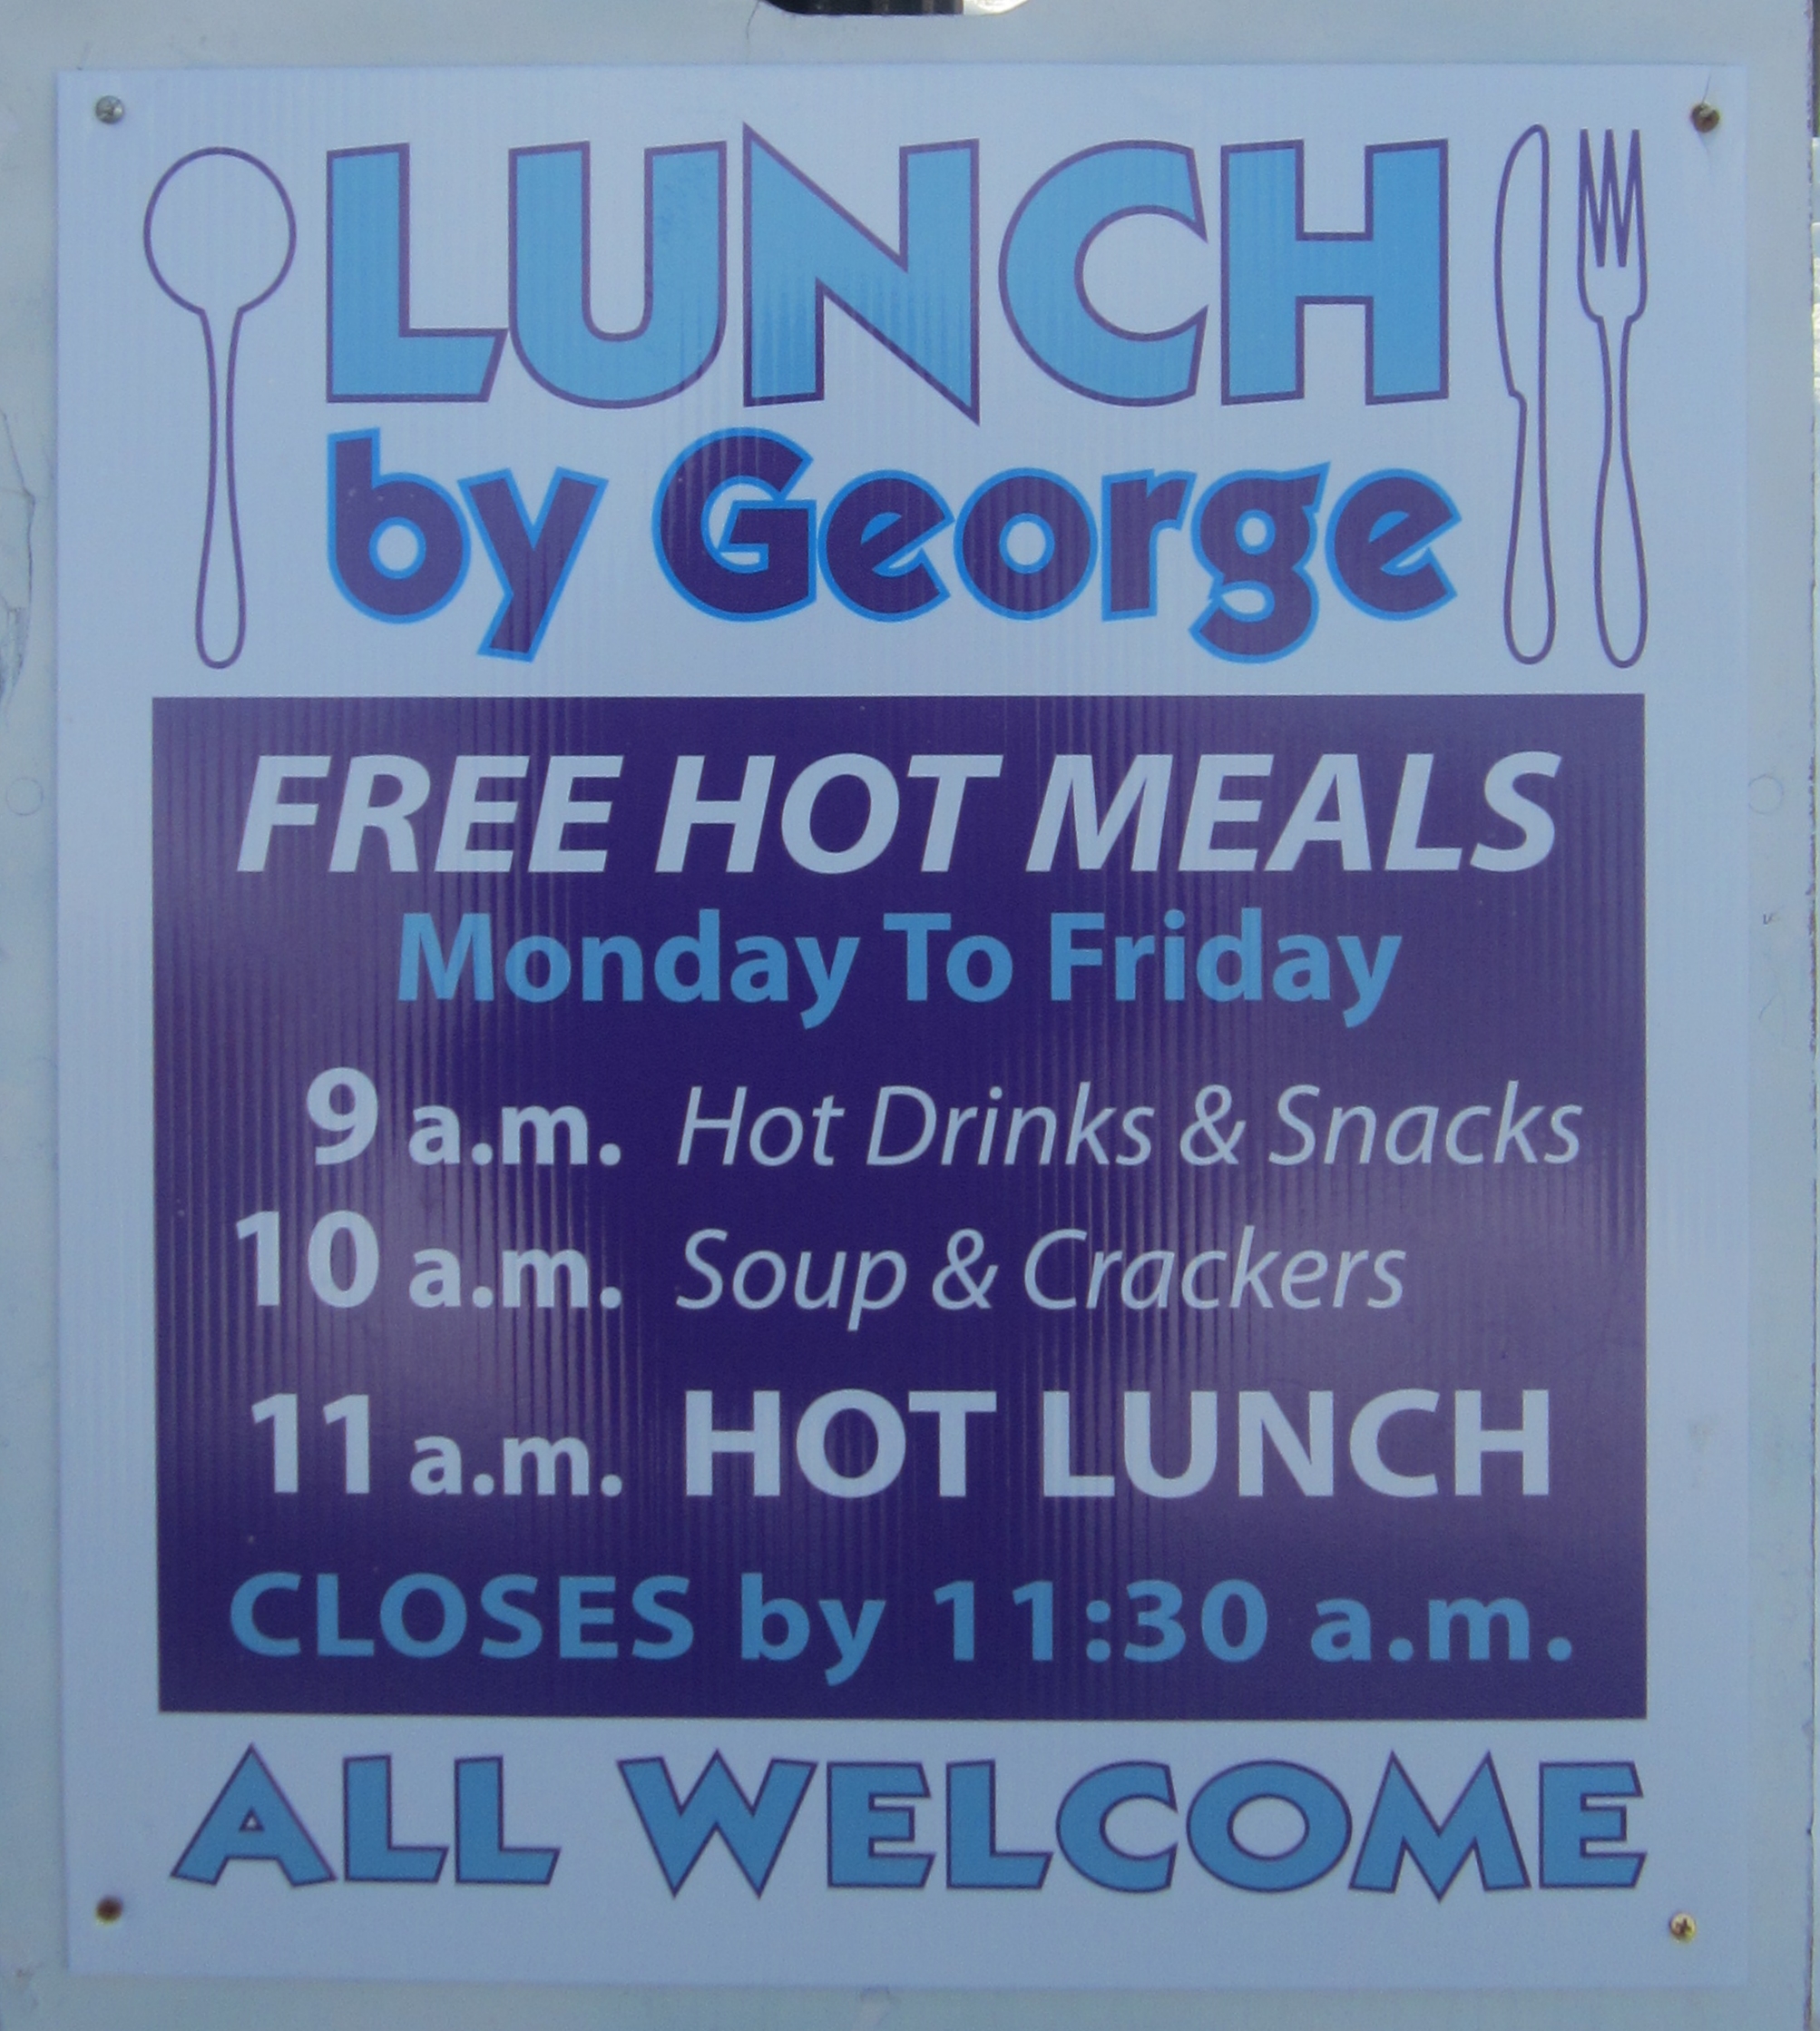 LUNCH
by George
FREE HOT MEALS
Monday To Friday
9 a.m. Hot Drinks & Snacks
10 a.m. Soup & Crackers
11 a.m. HOT LUNCH
CLOSES by 11:30 a.m.
ALL WELCOME